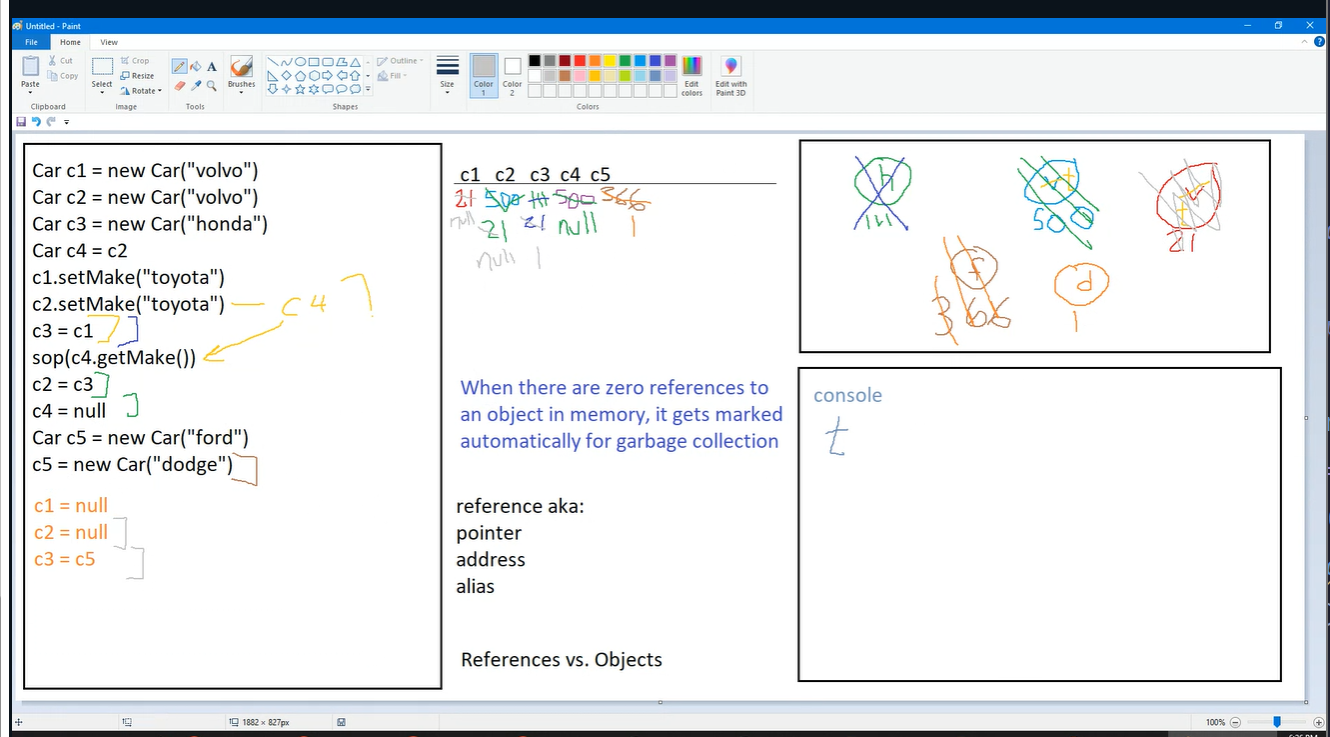 Untitled - Paint
File Home View
Paste
Cut
Copy
Clipboard
Select
Crop
Resize
Rotate
Image
Tools
Brushes
Shapes
Outline
Fill
Size
Color 1
Color 2
Edit colors
Colors
Edit with Paint 3D
Car c1 = new Car("volvo")
Car c2 = new Car("volvo")
Car c3 = new Car("honda")
Car c4 = c2
c1.setMake("toyota")
c2.setMake("toyota") c4
c3 = c1
sop(c4.getMake())
c2 = c3
c4 = null
Car c5 = new Car("ford")
c5 = new Car("dodge")
c1 = null
c2 = null
c3 = c5
c1 c2 c3 c4 c5
21 500 111 500 366
null 21 21 null 1
null 1
When there are zero references to
an object in memory, it gets marked
automatically for garbage collection
reference aka:
pointer
address
alias
References vs. Objects
h v t v t
111 500 21
f d
366 1
console
t
1882 × 827px
100%